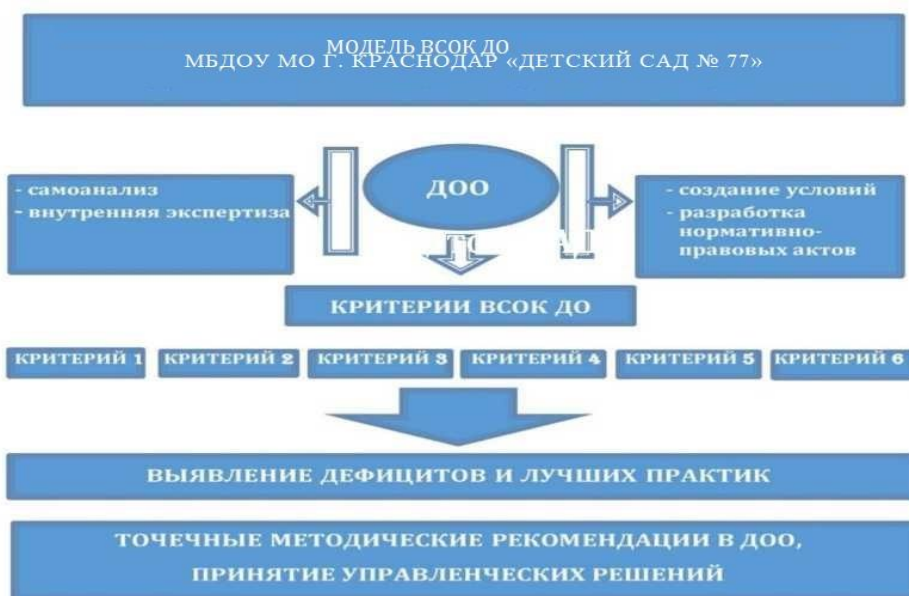 МОДЕЛЬ ВСОК ДО
МБДОУ МО Г. КРАСНОДАР «ДЕТСКИЙ САД № 77»
ДОО
- самоанализ
- внутренняя экспертиза
- создание условий
- разработка
нормативно-
правовых актов
КРИТЕРИИ ВСОК ДО
КРИТЕРИЙ 1
КРИТЕРИЙ 2
КРИТЕРИЙ 3
КРИТЕРИЙ 4
КРИТЕРИЙ 5
КРИТЕРИЙ 6
ВЫЯВЛЕНИЕ ДЕФИЦИТОВ И ЛУЧШИХ ПРАКТИК
ТОЧЕЧНЫЕ МЕТОДИЧЕСКИЕ РЕКОМЕНДАЦИИ В ДОО,
ПРИНЯТИЕ УПРАВЛЕНЧЕСКИХ РЕШЕНИЙ